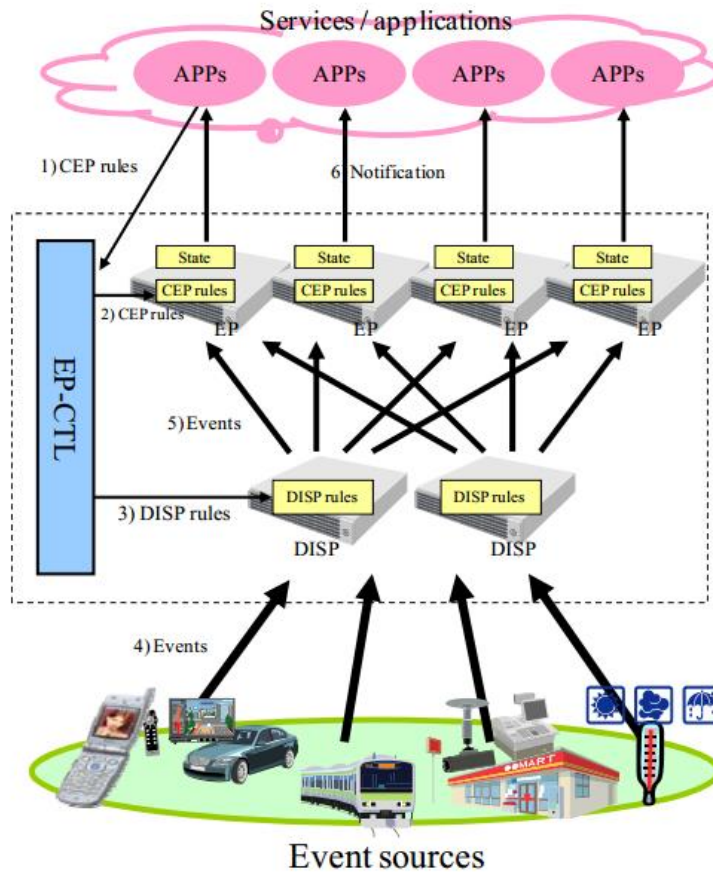 Services / applications
APPs
APPs
APPs
APPs
1) CEP rules
6) Notification
State
State
State
State
CEP rules
CEP rules
CEP rules
CEP rules
2) CEP rules
EP
EP
EP
EP
EP-CTL
5) Events
DISP rules
DISP rules
3) DISP rules
DISP
DISP
4) Events
MART
Event sources